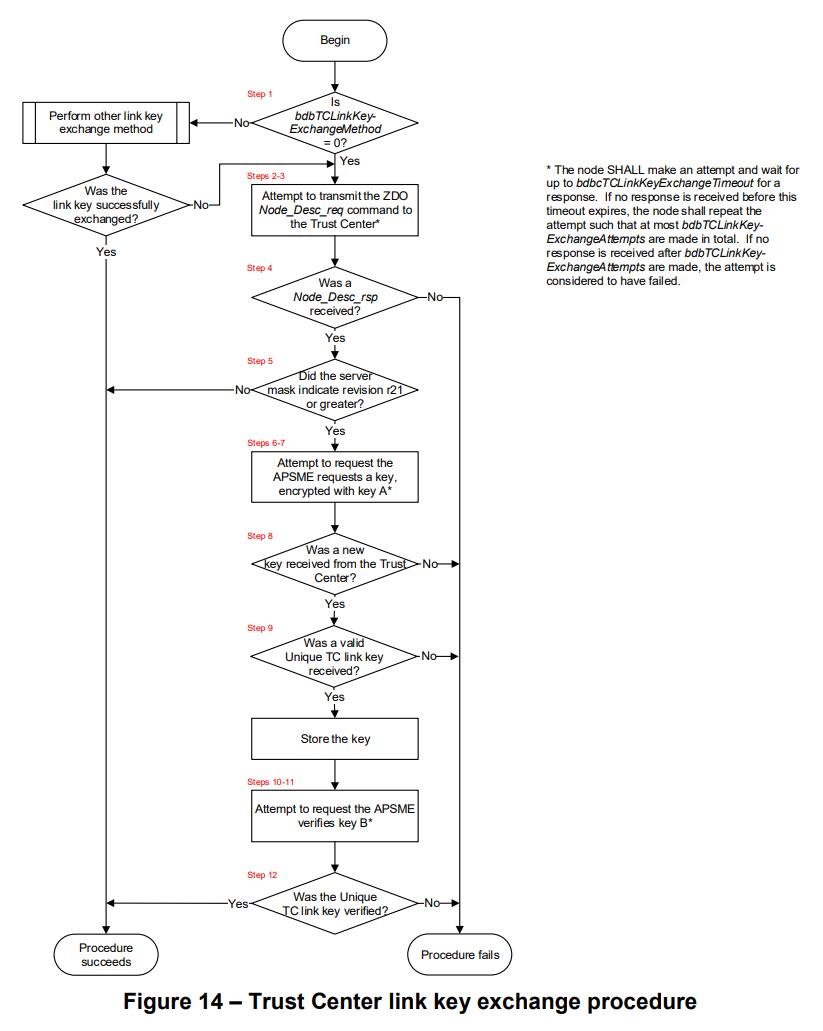 Begin
Step 1
Is
bdbTCLinkKey-
ExchangeMethod
= 0?
No
Yes
Perform other link key
exchange method
Was the
link key successfully
exchanged?
No
Yes
* The node SHALL make an attempt and wait for
up to bdbcTCLinkKeyExchangeTimeout for a
response. If no response is received before this
timeout expires, the node shall repeat the
attempt such that at most bdbTCLinkKey-
ExchangeAttempts are made in total. If no
response is received after bdbTCLinkKey-
ExchangeAttempts are made, the attempt is
considered to have failed.
Steps 2-3
Attempt to transmit the ZDO
Node_Desc_req command to
the Trust Center*
Step 4
Was a
Node_Desc_rsp
received?
No
Yes
Step 5
Did the server
mask indicate revision r21
or greater?
No
Yes
Steps 6-7
Attempt to request the
APSME requests a key,
encrypted with key A*
Step 8
Was a new
key received from the Trust
Center?
No
Yes
Step 9
Was a valid
Unique TC link key
received?
No
Yes
Store the key
Steps 10-11
Attempt to request the APSME
verifies key B*
Step 12
Was the Unique
TC link key verified?
Yes
No
Procedure
succeeds
Procedure fails
Figure 14 – Trust Center link key exchange procedure